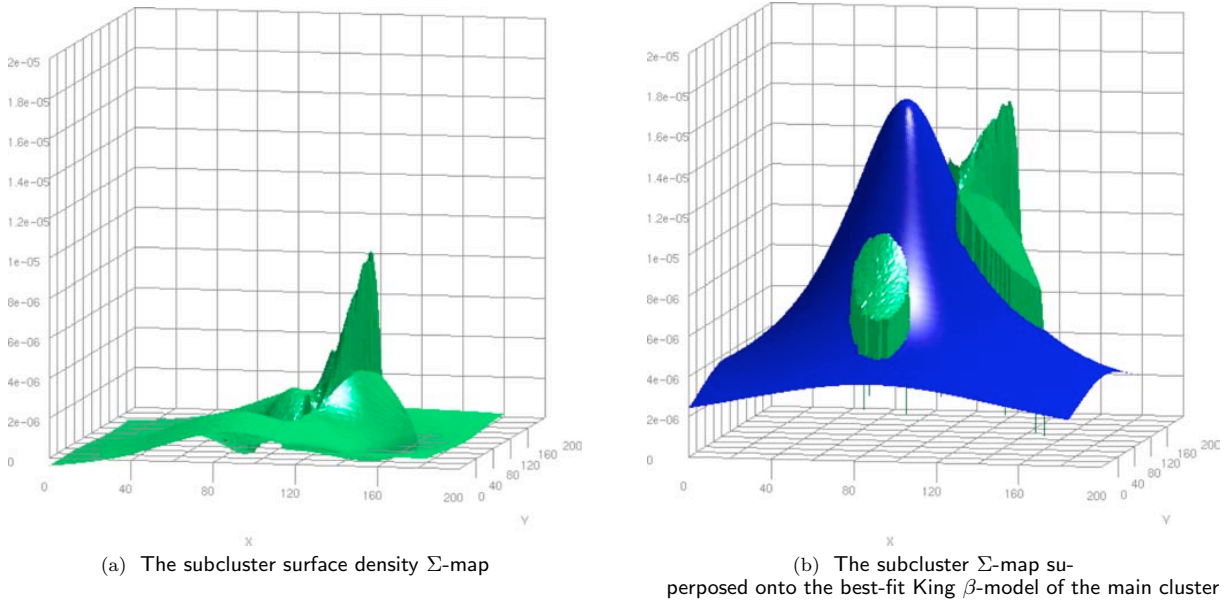 2e-05
1.8e-05
1.6e-05
1.4e-05
1.2e-05
1e-05
8e-06
6e-06
4e-06
2e-06
0
0
40
80
120
160
200
0
40
80
120
160
200
X
Y
(a) The subcluster surface density Σ-map
2e-05
1.8e-05
1.6e-05
1.4e-05
1.2e-05
1e-05
8e-06
6e-06
4e-06
2e-06
0
0
40
80
120
160
200
0
40
80
120
160
200
X
Y
(b) The subcluster Σ-map su-
perposed onto the best-fit King β-model of the main cluster